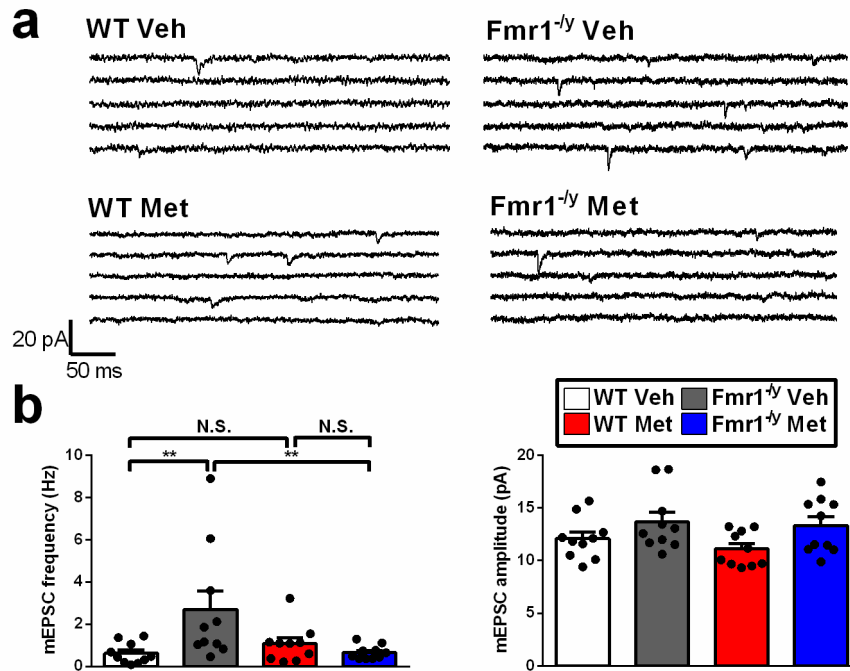 a
WT Veh
Fmr1-/y Veh
WT Met
Fmr1-/y Met
20 pA
50 ms
b
WT Veh Fmr1-/y Veh
WT Met Fmr1-/y Met
N.S. N.S.
** **
mEPSC frequency (Hz)
10
8
6
4
2
0
mEPSC amplitude (pA)
20
15
10
5
0